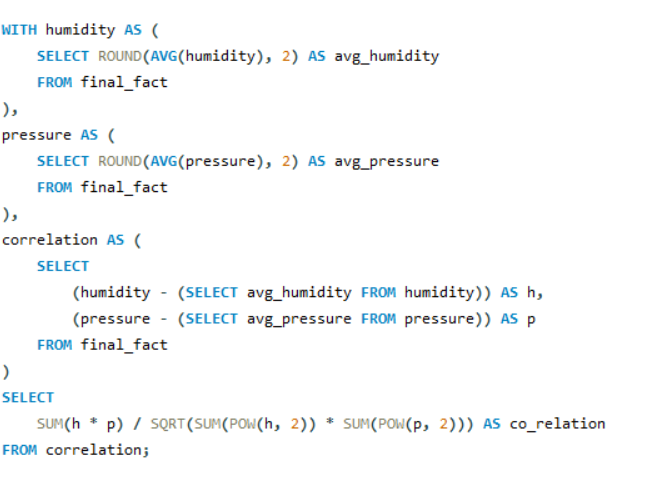 WITH humidity AS (
    SELECT ROUND(AVG(humidity), 2) AS avg_humidity
    FROM final_fact
),
pressure AS (
    SELECT ROUND(AVG(pressure), 2) AS avg_pressure
    FROM final_fact
),
correlation AS (
    SELECT
        (humidity - (SELECT avg_humidity FROM humidity)) AS h,
        (pressure - (SELECT avg_pressure FROM pressure)) AS p
    FROM final_fact
)
SELECT
    SUM(h * p) / SQRT(SUM(POW(h, 2)) * SUM(POW(p, 2))) AS co_relation
FROM correlation;